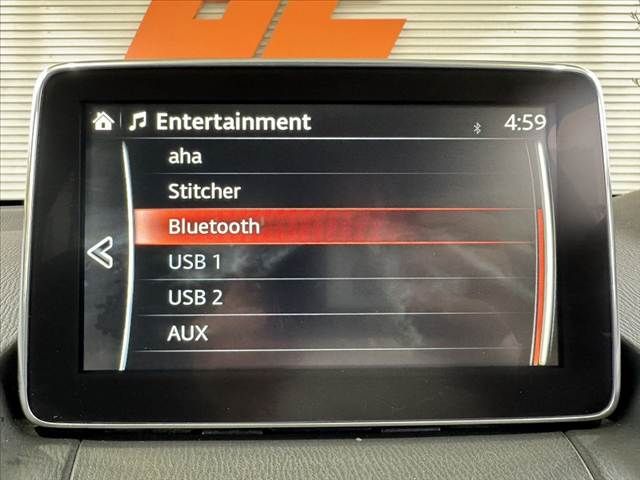 Entertainment 4:59
aha
Stitcher
Bluetooth
USB 1
USB 2
AUX